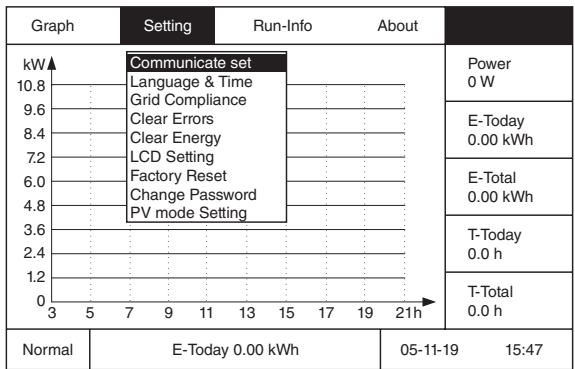 Graph Setting Run-Info About
kW
10.8
9.6
8.4
7.2
6.0
4.8
3.6
2.4
1.2
0
3 5 7 9 11 13 15 17 19 21h
Communicate set
Language & Time
Grid Compliance
Clear Errors
Clear Energy
LCD Setting
Factory Reset
Change Password
PV mode Setting
Power
0 W
E-Today
0.00 kWh
E-Total
0.00 kWh
T-Today
0.0 h
T-Total
0.0 h
Normal E-Today 0.00 kWh 05-11-19 15:47